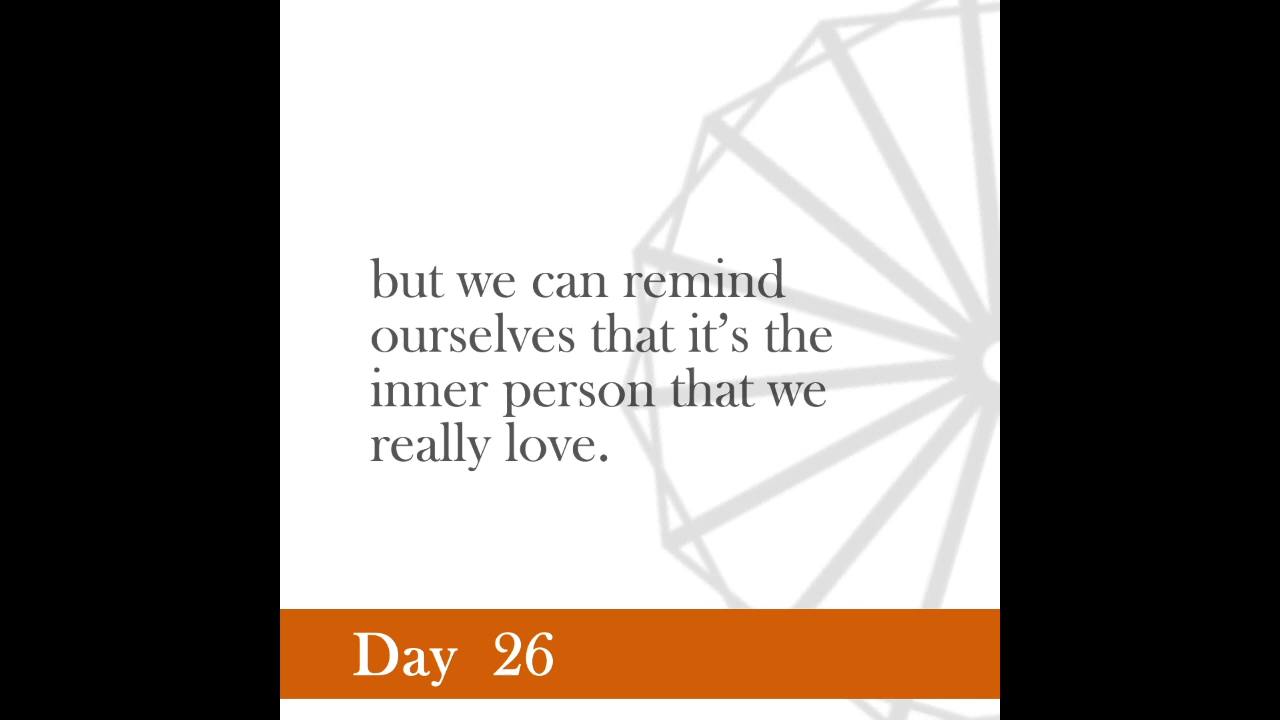 but we can remind
ourselves that it’s the
inner person that we
really love.
Day 26